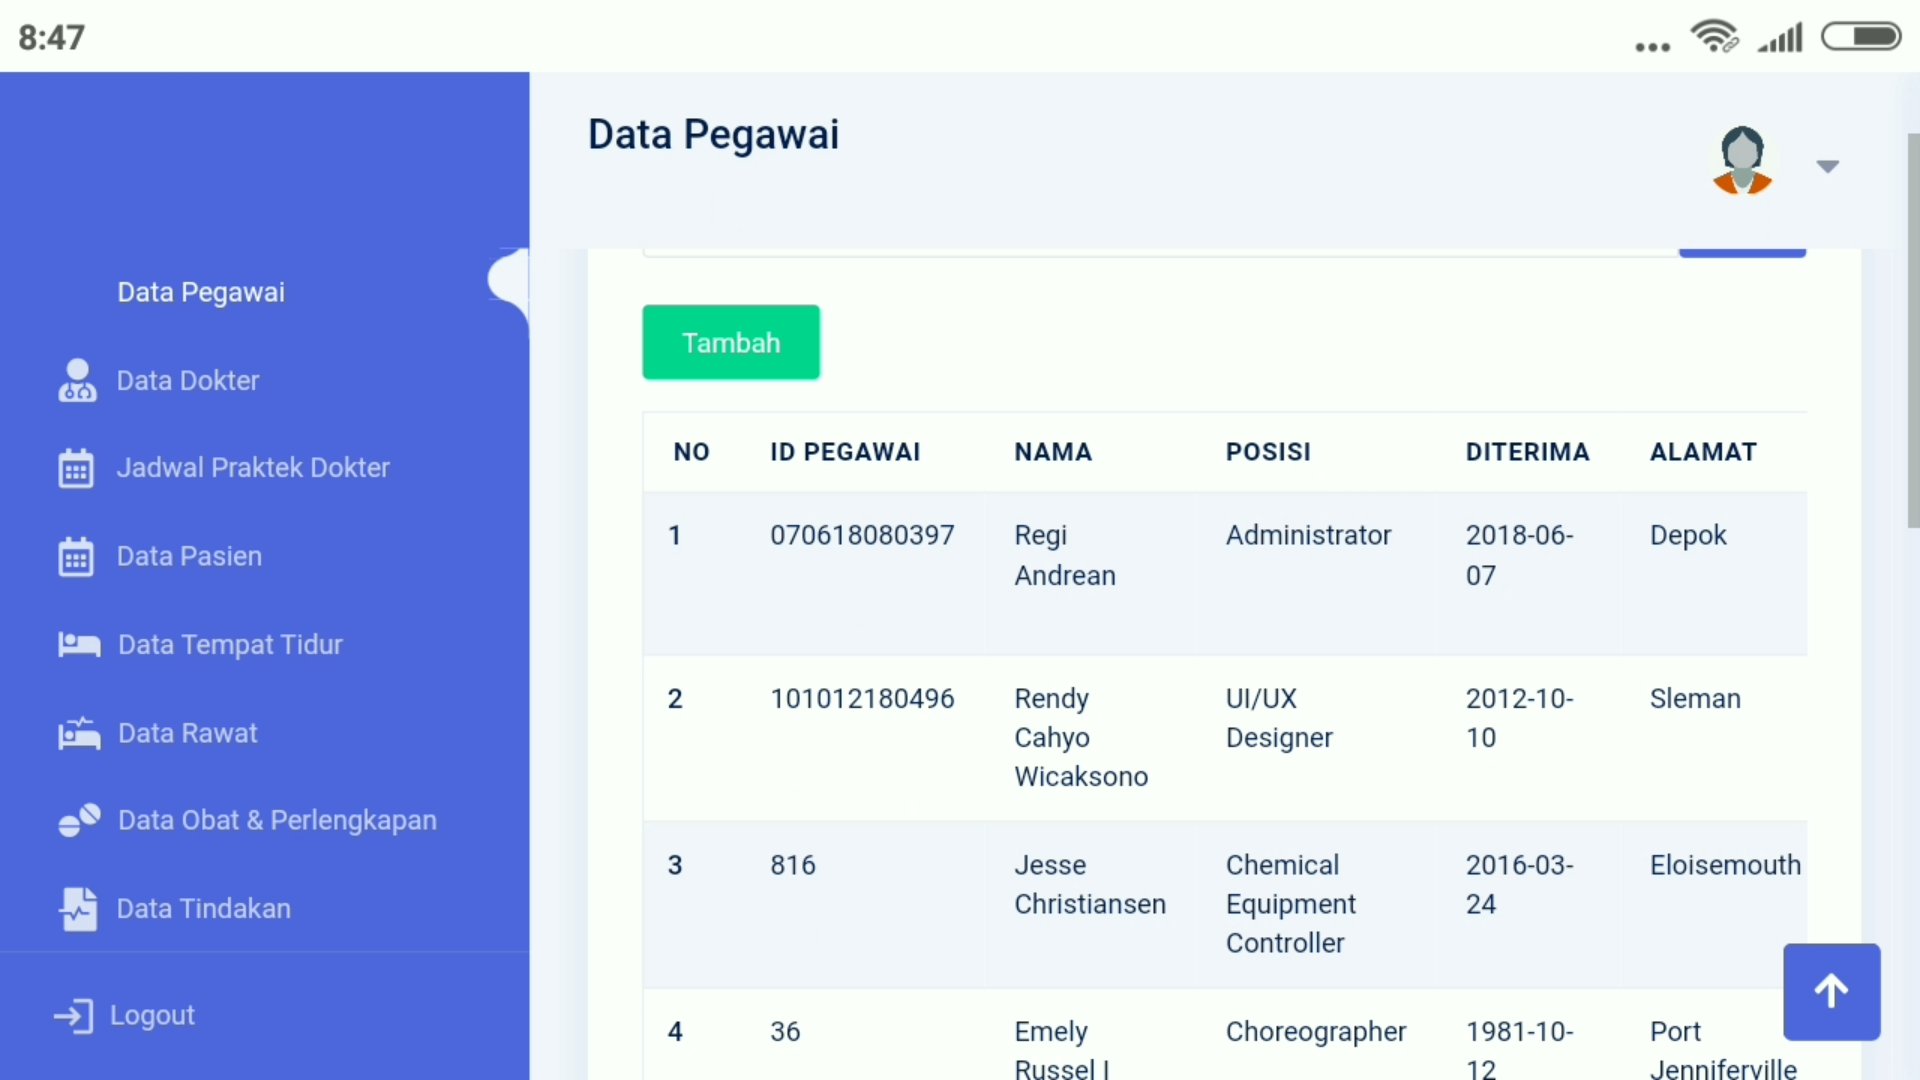 8:47
Data Pegawai
Data Pegawai
Data Dokter
Jadwal Praktek Dokter
Data Pasien
Data Tempat Tidur
Data Rawat
Data Obat & Perlengkapan
Data Tindakan
Logout
Tambah
NO ID PEGAWAI NAMA POSISI DITERIMA ALAMAT
1 070618080397 Regi Administrator 2018-06- Depok
Andrean 07
2 101012180496 Rendy UI/UX 2012-10- Sleman
Cahyo Designer 10
Wicaksono
3 816 Jesse Chemical 2016-03- Eloisemouth
Christiansen Equipment 24
Controller
4 36 Emely Choreographer 1981-10- Port
Russel I 12 Jenniferville